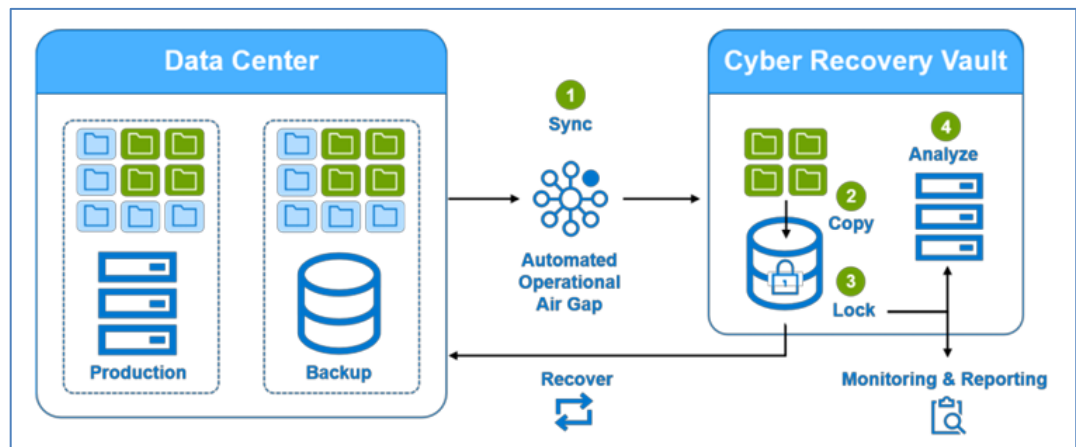 Data Center
Production
Backup
1
Sync
Automated
Operational
Air Gap
Recover
Cyber Recovery Vault
2
Copy
1
3
Lock
4
Analyze
Monitoring & Reporting